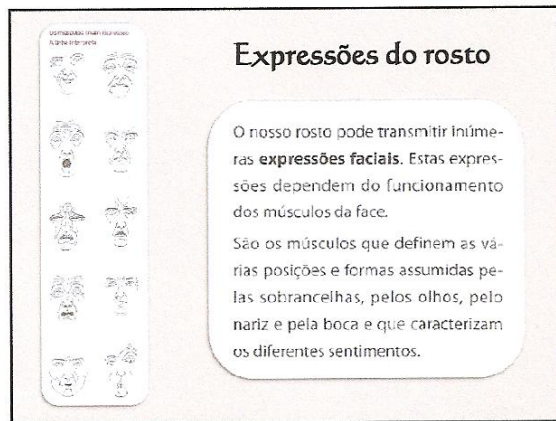 Expressões do rosto
O nosso rosto pode transmitir inúme-
ras expressões faciais. Estas expres-
sões dependem do funcionamento
dos músculos da face.
São os músculos que definem as vá-
rias posições e formas assumidas pe-
las sobrancelhas, pelos olhos, pelo
nariz e pela boca e que caracterizam
os diferentes sentimentos.